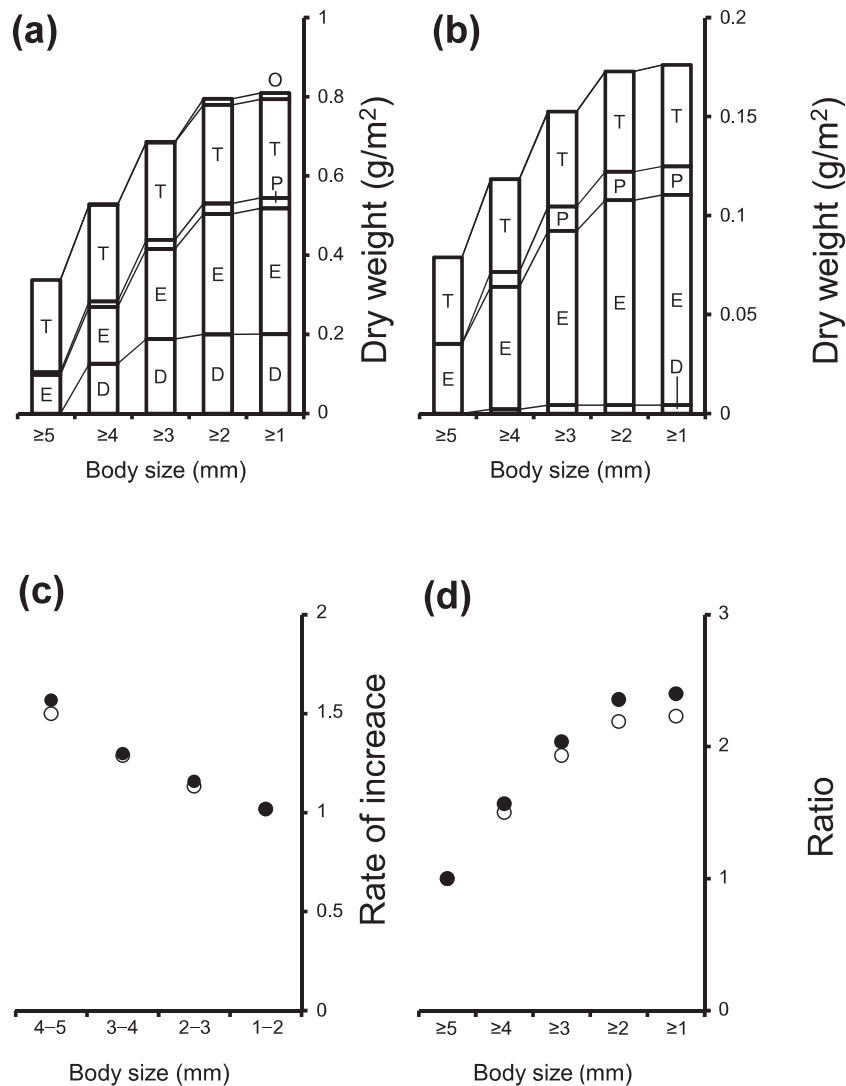 (a)
1
0.8
0.6
0.4
0.2
0
Dry weight (g/m²)
O
T
P
E
D
T
E
D
T
E
D
T
E
D
T
E
≥5 ≥4 ≥3 ≥2 ≥1
Body size (mm)
(b)
0.2
0.15
0.1
0.05
0
Dry weight (g/m²)
T
P
E
D
T
P
E
T
P
E
T
E
T
E
≥5 ≥4 ≥3 ≥2 ≥1
Body size (mm)
(c)
2
1.5
1
0.5
0
Rate of increace
4–5 3–4 2–3 1–2
Body size (mm)
(d)
3
2
1
0
Ratio
≥5 ≥4 ≥3 ≥2 ≥1
Body size (mm)